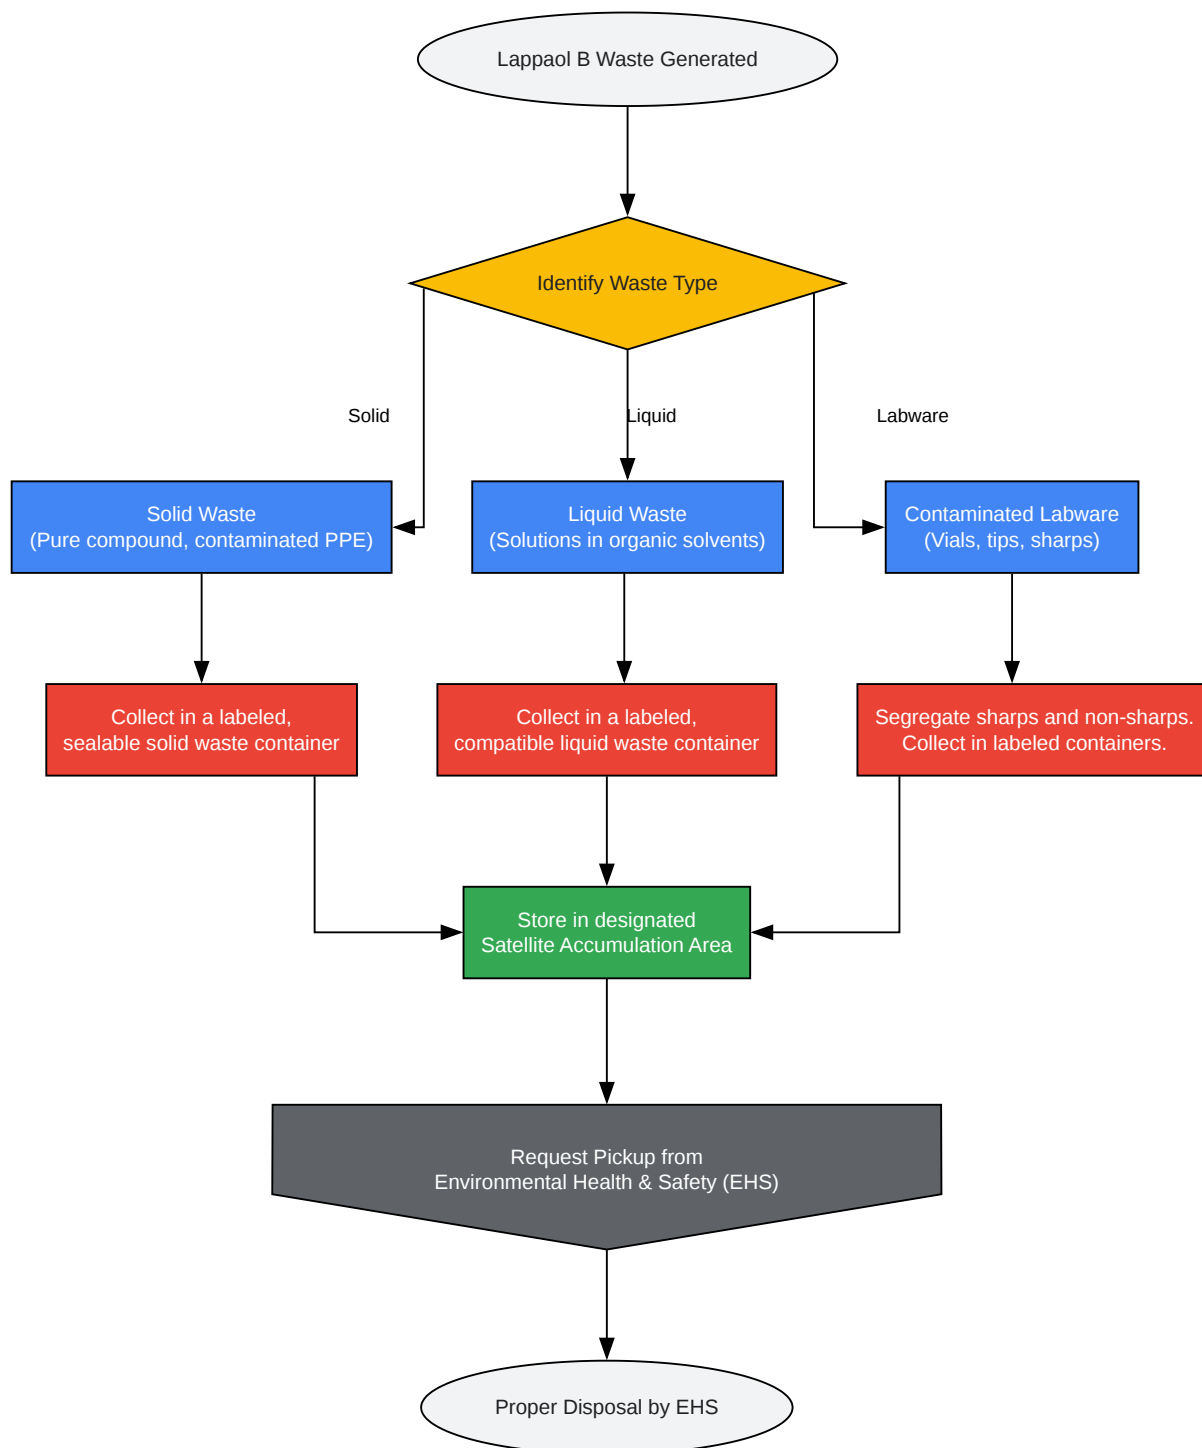 Lappaol B Waste Generated
Identify Waste Type
Solid
Liquid
Labware
Solid Waste
(Pure compound, contaminated PPE)
Liquid Waste
(Solutions in organic solvents)
Contaminated Labware
(Vials, tips, sharps)
Collect in a labeled,
sealable solid waste container
Collect in a labeled,
compatible liquid waste container
Segregate sharps and non-sharps.
Collect in labeled containers.
Store in designated
Satellite Accumulation Area
Request Pickup from
Environmental Health & Safety (EHS)
Proper Disposal by EHS